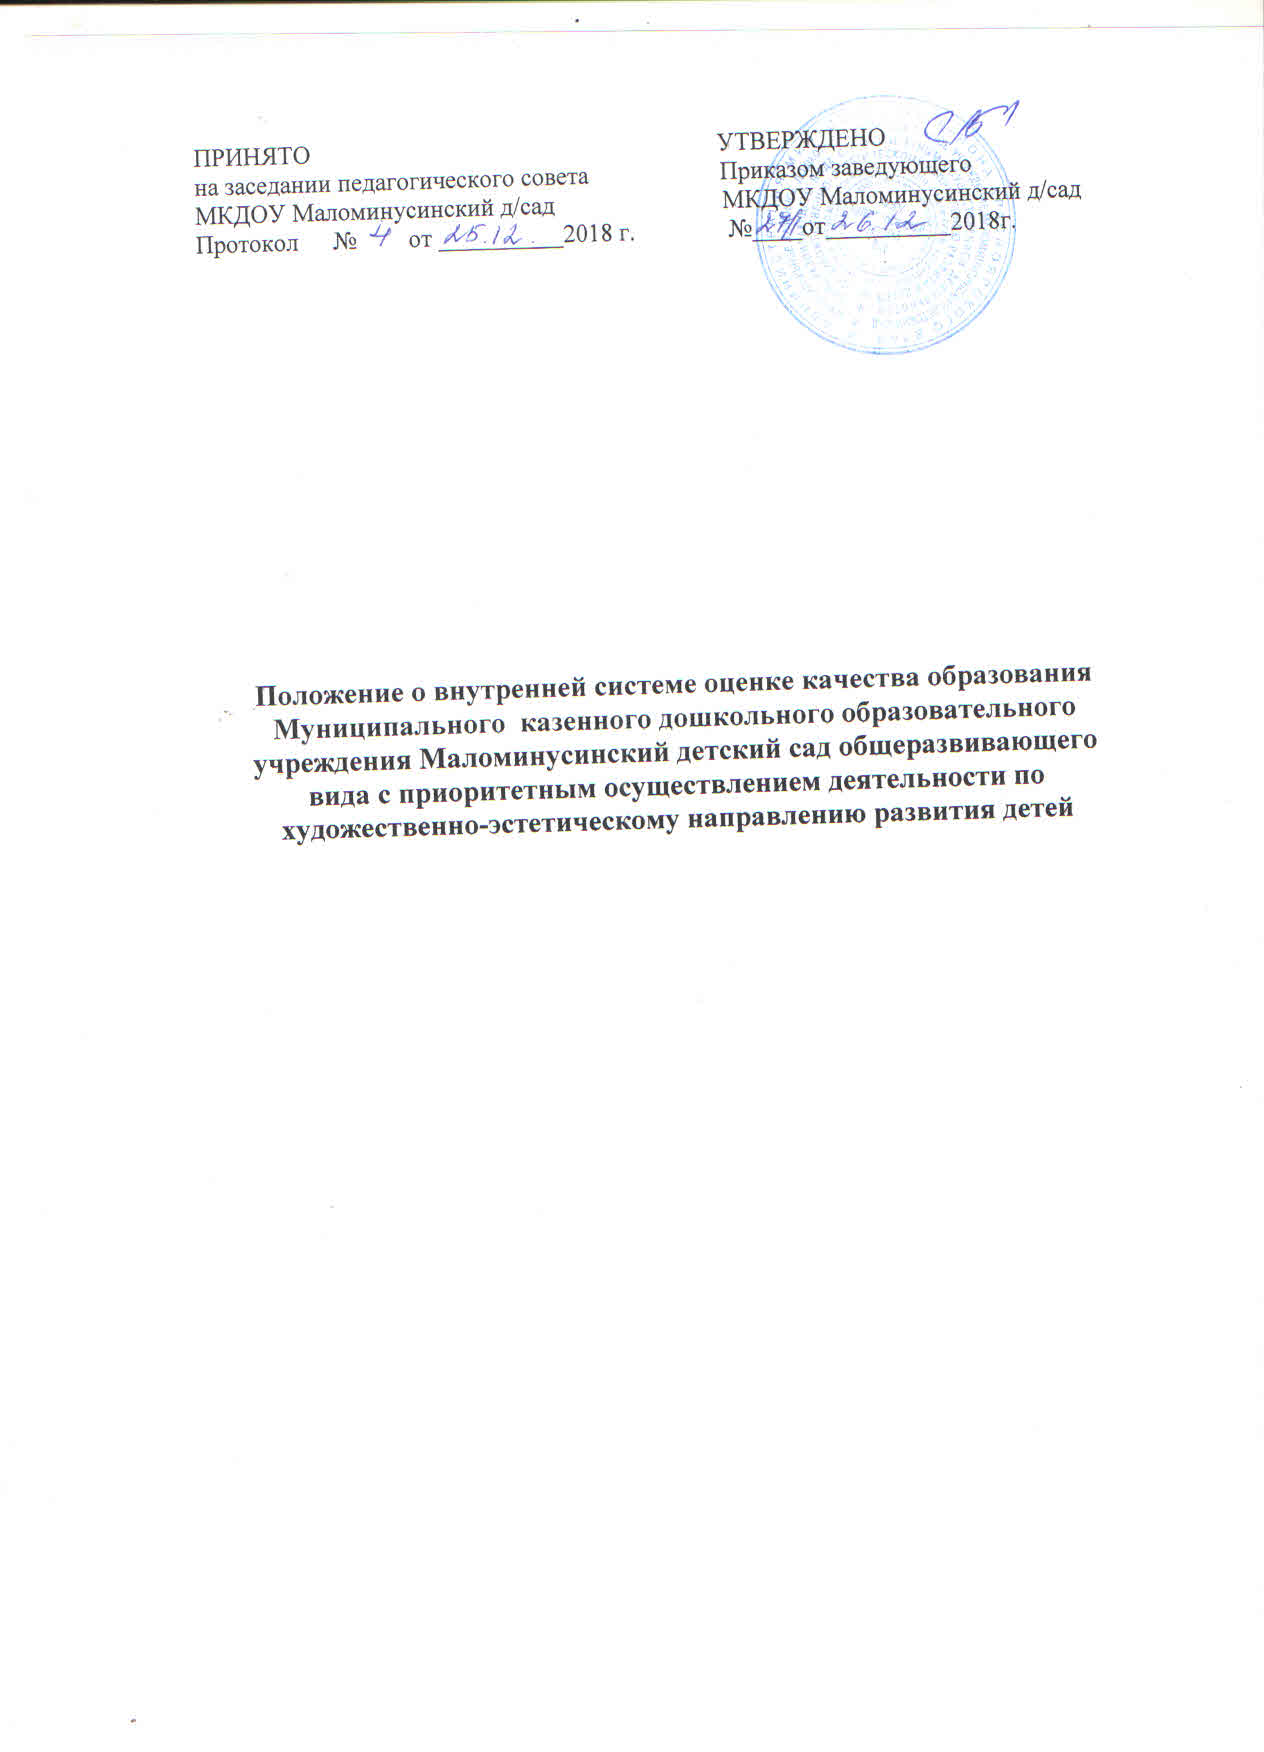 ПРИНЯТО
на заседании педагогического совета
МКДОУ Маломинусинский д/сад
Протокол № 4 от 25.12. 2018 г.
УТВЕРЖДЕНО
Приказом заведующего
МКДОУ Маломинусинский д/сад
№ от 26.12 2018г.
Положение о внутренней системе оценке качества образования
Муниципального казенного дошкольного образовательного
учреждения Маломинусинский детский сад общеразвивающего
вида с приоритетным осуществлением деятельности по
художественно-эстетическому направлению развития детей